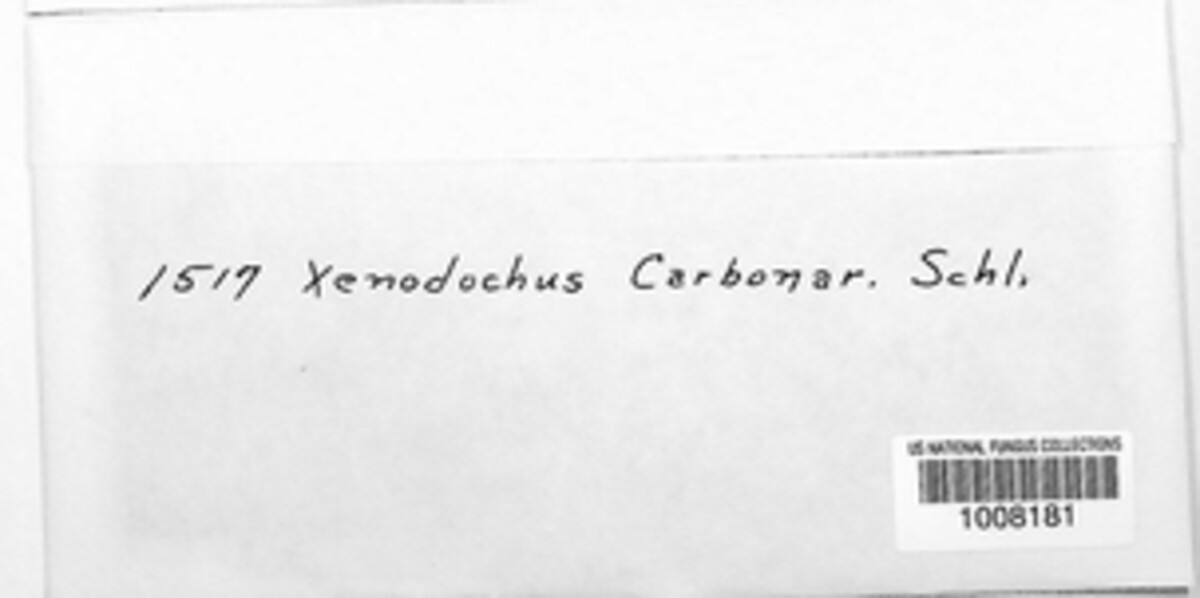 1517 Xenodochus Carbonar. Schl.
US NATIONAL FUNGUS COLLECTIONS
1008181